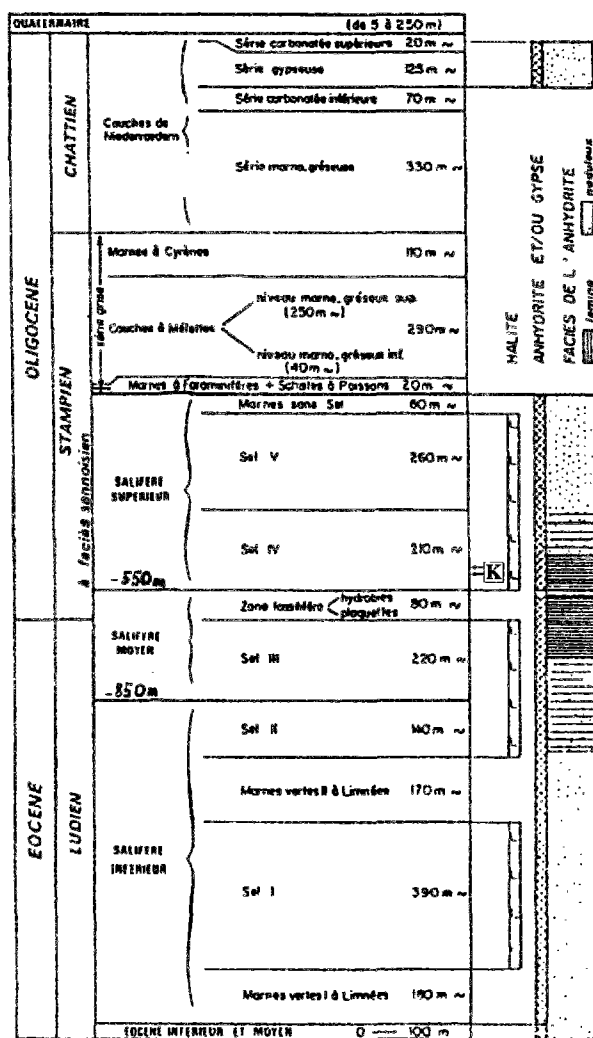 QUATERNAIRE (de 5 à 250 m)
Série carbonatée supérieurs 20 m ~
Série gypseuse 125 m ~
Série carbonatée inférieure 70 m ~
Couches de
Série marno.gréseuse 330 m ~
CHATTIEN
Marnes à Cyrènes 110 m ~
niveau marno.gréseux sup.
(250 m ~)
Couches à Mélettes 290 m ~
niveau marno.gréseux inf.
(40 m ~)
série grise
Marnes à Foraminifères + Schistes à Poissons 20 m ~
OLIGOCENE
STAMPIEN
à faciès sannoisien
Marnes sans Sel 60 m ~
Sel V 260 m ~
SALIFERE
SUPERIEUR
Sel IV 210 m ~
K
-550 m
Zone fossilifère hydrobies
plaquettes 80 m ~
SALIFERE
MOYEN
Sel III 220 m ~
-850 m
Sel II 140 m ~
Marnes vertes II à Limnées 170 m ~
EOCENE
LUDIEN
SALIFERE
INFERIEUR
Sel I 390 m ~
Marnes vertes I à Limnées 180 m ~
EOCENE INFERIEUR ET MOYEN 0 — 100 m
HALITE
ANHYDRITE ET/OU GYPSE
FACIES DE L'ANHYDRITE
noduleux